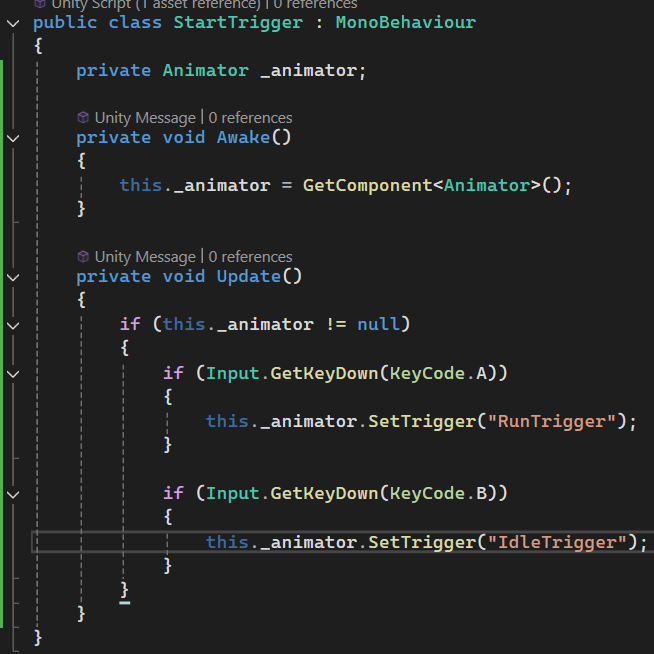 Unity Script (1 asset reference) | 0 references
public class StartTrigger : MonoBehaviour
{
private Animator _animator;
Unity Message | 0 references
private void Awake()
{
this._animator = GetComponent<Animator>();
}
Unity Message | 0 references
private void Update()
{
if (this._animator != null)
{
if (Input.GetKeyDown(KeyCode.A))
{
this._animator.SetTrigger("RunTrigger");
}
if (Input.GetKeyDown(KeyCode.B))
{
this._animator.SetTrigger("IdleTrigger");
}
}
}
}